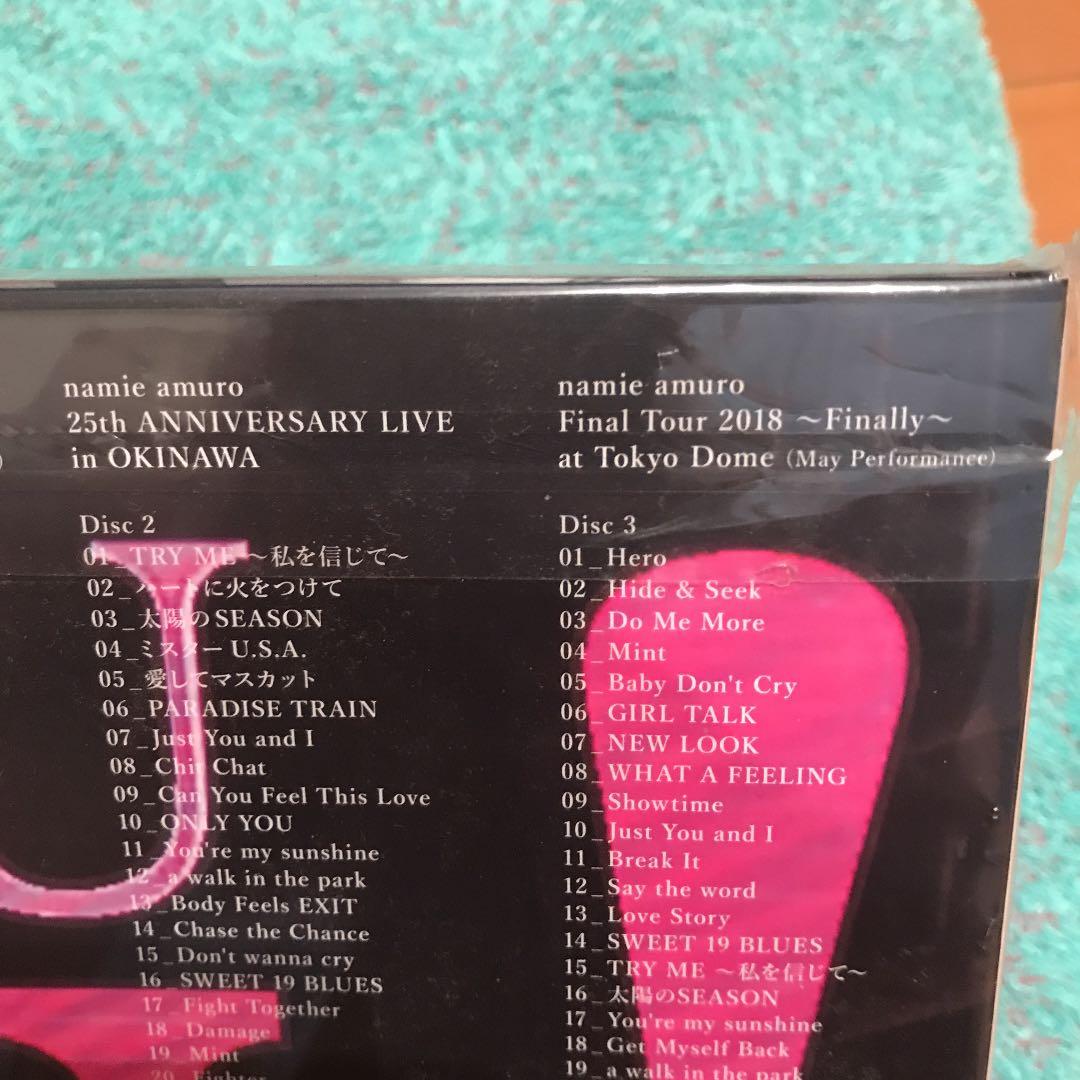 namie amuro
25th ANNIVERSARY LIVE
in OKINAWA
Disc 2
01_TRY ME ～私を信じて～
02_ハートに火をつけて
03_太陽のSEASON
04_ミスターU.S.A.
05_愛してマスカット
06_PARADISE TRAIN
07_Just You and I
08_Chit Chat
09_Can You Feel This Love
10_ONLY YOU
11_You're my sunshine
12_a walk in the park
13_Body Feels EXIT
14_Chase the Chance
15_Don't wanna cry
16_SWEET 19 BLUES
17_Fight Together
18_Damage
19_Mint
20_Fighter
namie amuro
Final Tour 2018 ～Finally～
at Tokyo Dome (May Performance)
Disc 3
01_Hero
02_Hide & Seek
03_Do Me More
04_Mint
05_Baby Don't Cry
06_GIRL TALK
07_NEW LOOK
08_WHAT A FEELING
09_Showtime
10_Just You and I
11_Break It
12_Say the word
13_Love Story
14_SWEET 19 BLUES
15_TRY ME ～私を信じて～
16_太陽のSEASON
17_You're my sunshine
18_Get Myself Back
19_a walk in the park